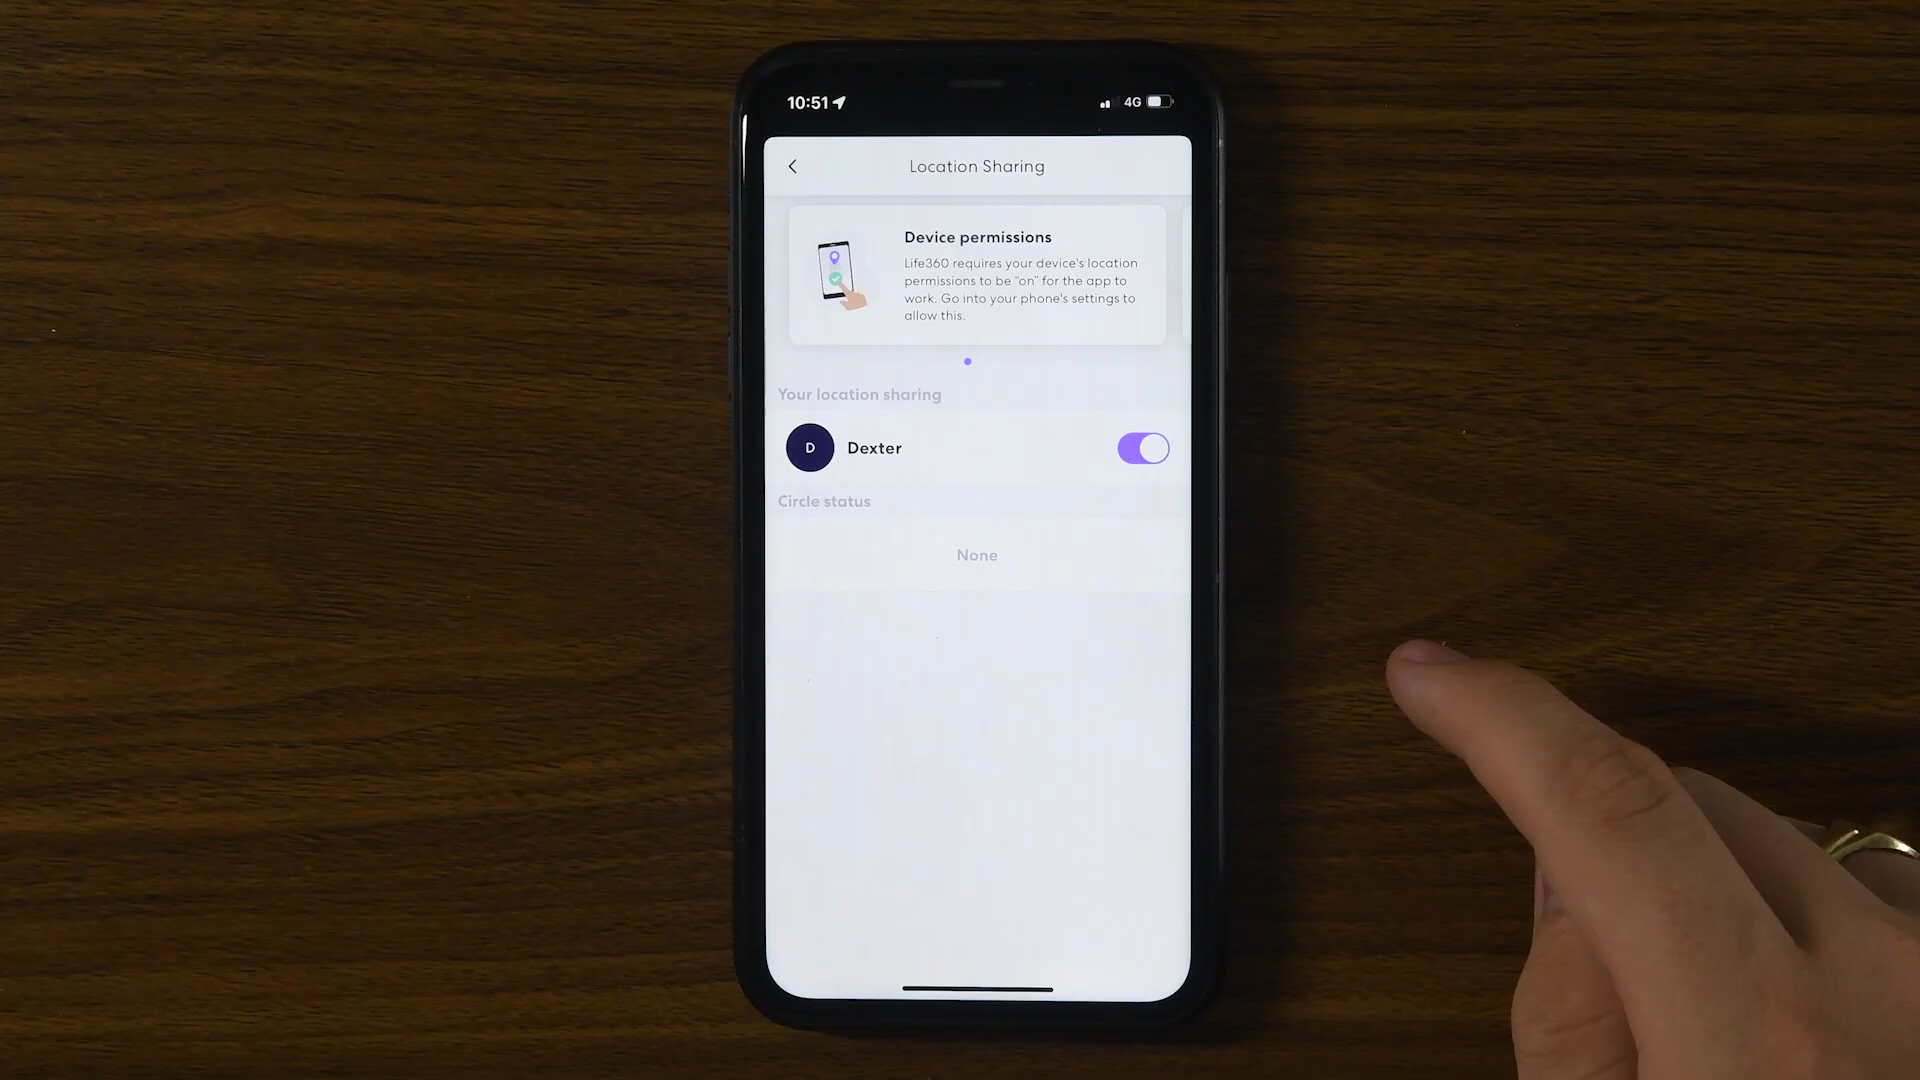 10:51
4G
Location Sharing
Device permissions
Life360 requires your device's location
permissions to be "on" for the app to
work. Go into your phone's settings to
allow this.
Your location sharing
D
Dexter
Circle status
None